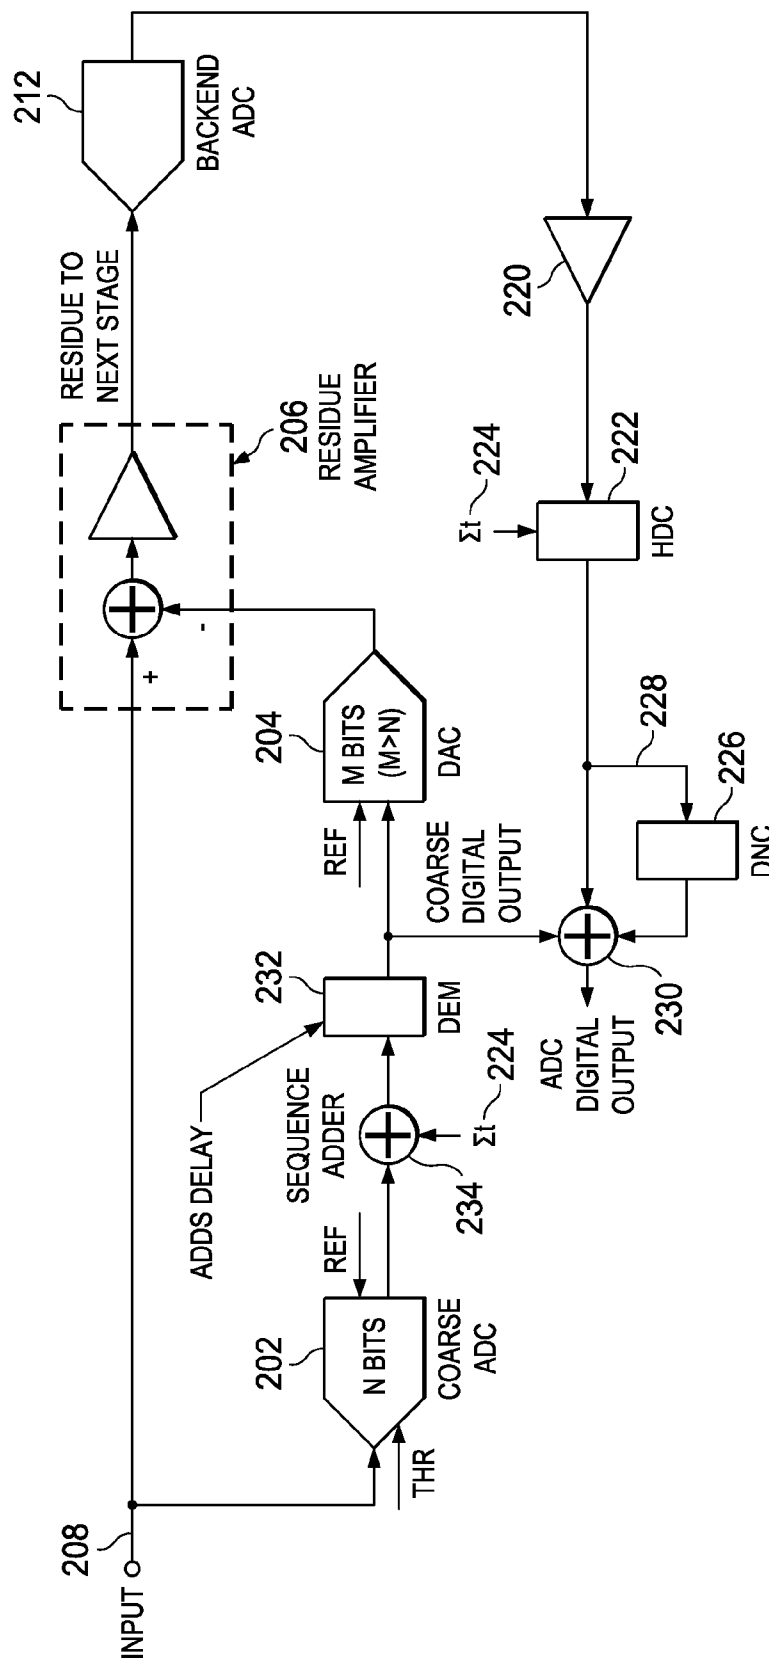 INPUT
208
202
N BITS
COARSE
ADC
THR
REF
ADDS DELAY
SEQUENCE
ADDER
234
Σt
224
232
DEM
COARSE
DIGITAL
OUTPUT
REF
204
M BITS
(M>N)
DAC
+
-
206
RESIDUE
AMPLIFIER
RESIDUE TO
NEXT STAGE
212
BACKEND
ADC
220
Σt
224
222
HDC
228
226
DNC
230
ADC
DIGITAL
OUTPUT